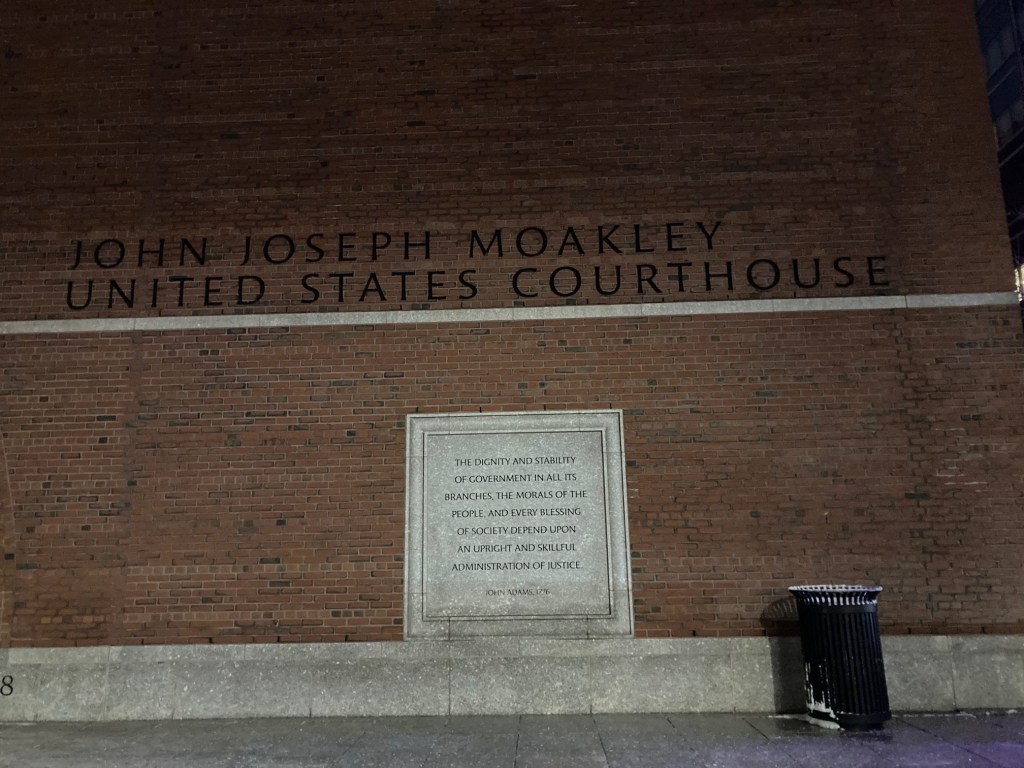 JOHN JOSEPH MOAKLEY
UNITED STATES COURTHOUSE
THE DIGNITY AND STABILITY
OF GOVERNMENT IN ALL ITS
BRANCHES, THE MORALS OF THE
PEOPLE, AND EVERY BLESSING
OF SOCIETY DEPEND UPON
AN UPRIGHT AND SKILLFUL
ADMINISTRATION OF JUSTICE.
JOHN ADAMS, 1776
8